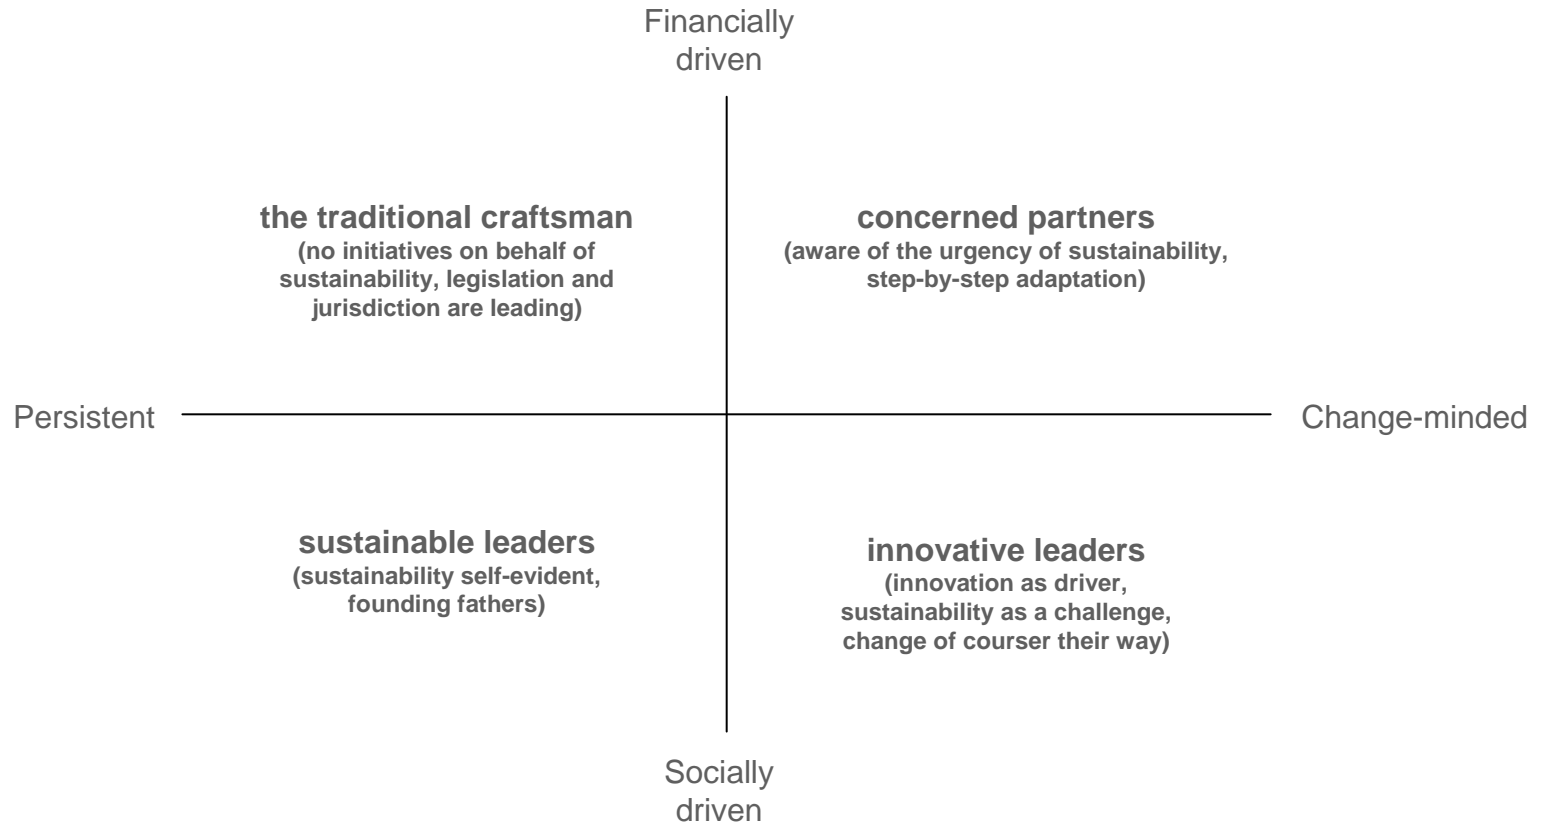 Financially
driven
the traditional craftsman
(no initiatives on behalf of
sustainability, legislation and
jurisdiction are leading)
concerned partners
(aware of the urgency of sustainability,
step-by-step adaptation)
Persistent
Change-minded
sustainable leaders
(sustainability self-evident,
founding fathers)
innovative leaders
(innovation as driver,
sustainability as a challenge,
change of courser their way)
Socially
driven